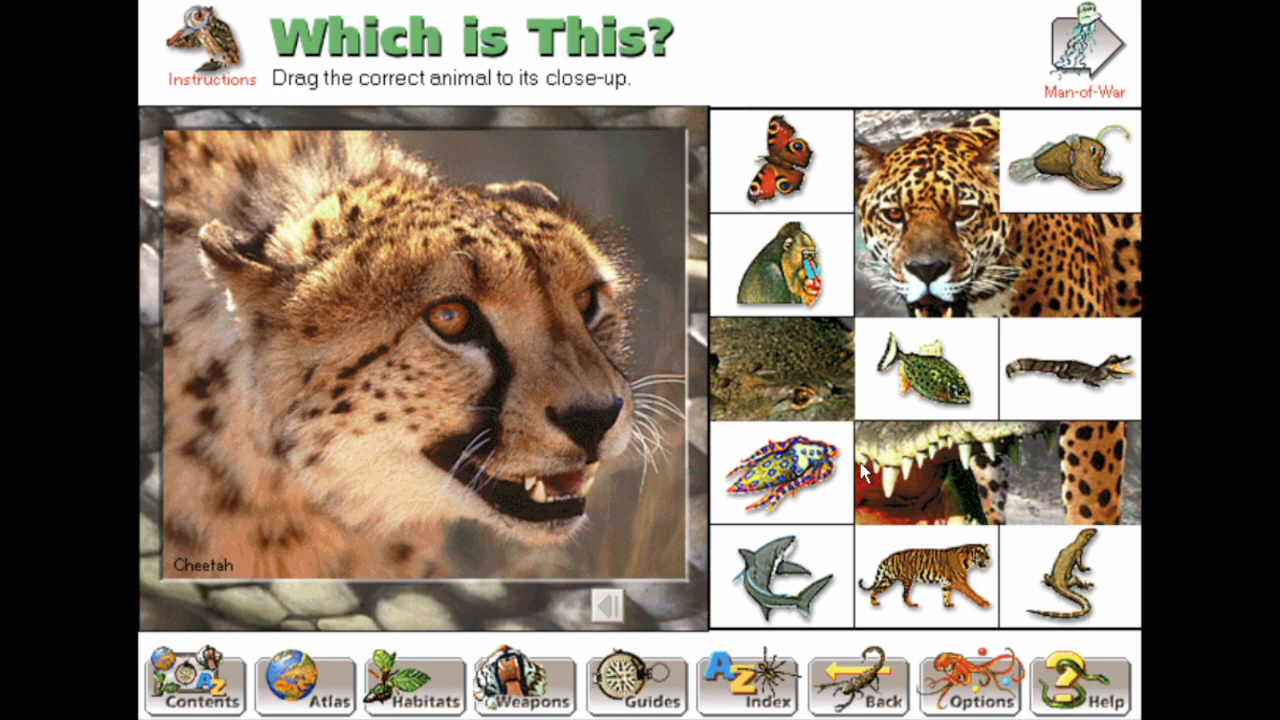 Which is This?
Instructions
Drag the correct animal to its close-up.
Man-of-War
Cheetah
Contents
Atlas
Habitats
Weapons
Guides
A Z
Index
Back
Options
?
Help